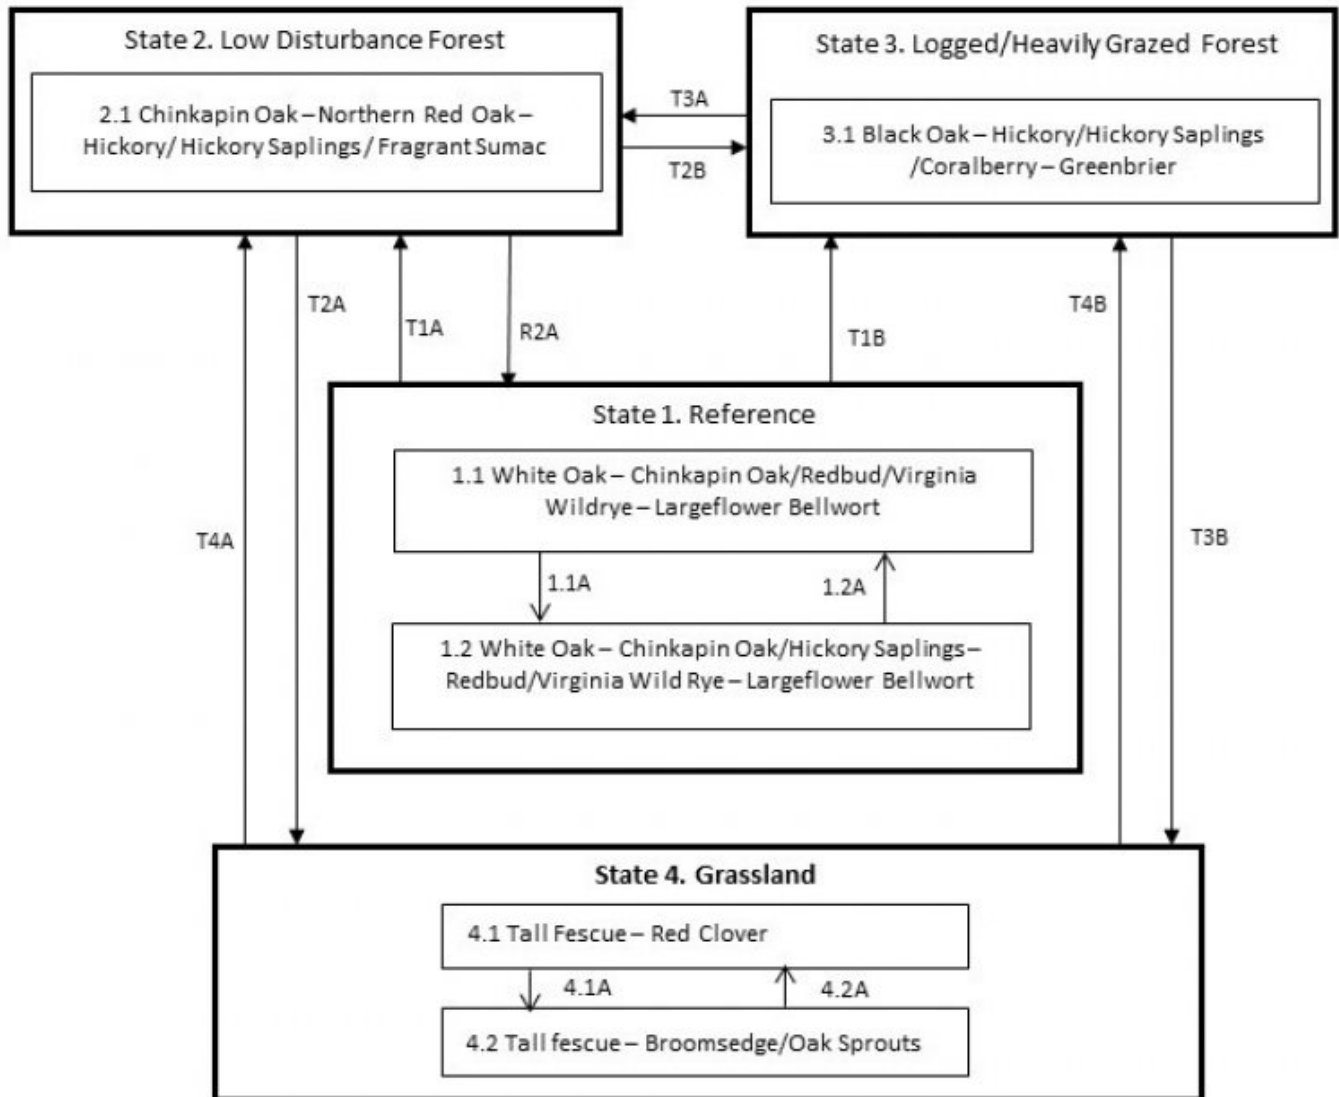 State 2. Low Disturbance Forest
2.1 Chinkapin Oak – Northern Red Oak –
Hickory/ Hickory Saplings / Fragrant Sumac
State 3. Logged/Heavily Grazed Forest
3.1 Black Oak – Hickory/Hickory Saplings
/Coralberry – Greenbrier
T3A
T2B
T2A
T1A
R2A
T1B
T4B
State 1. Reference
1.1 White Oak – Chinkapin Oak/Redbud/Virginia
Wildrye – Largeflower Bellwort
T4A
T3B
1.1A
1.2A
1.2 White Oak – Chinkapin Oak/Hickory Saplings–
Redbud/Virginia Wild Rye – Largeflower Bellwort
State 4. Grassland
4.1 Tall Fescue – Red Clover
4.1A
4.2A
4.2 Tall fescue – Broomsedge/Oak Sprouts